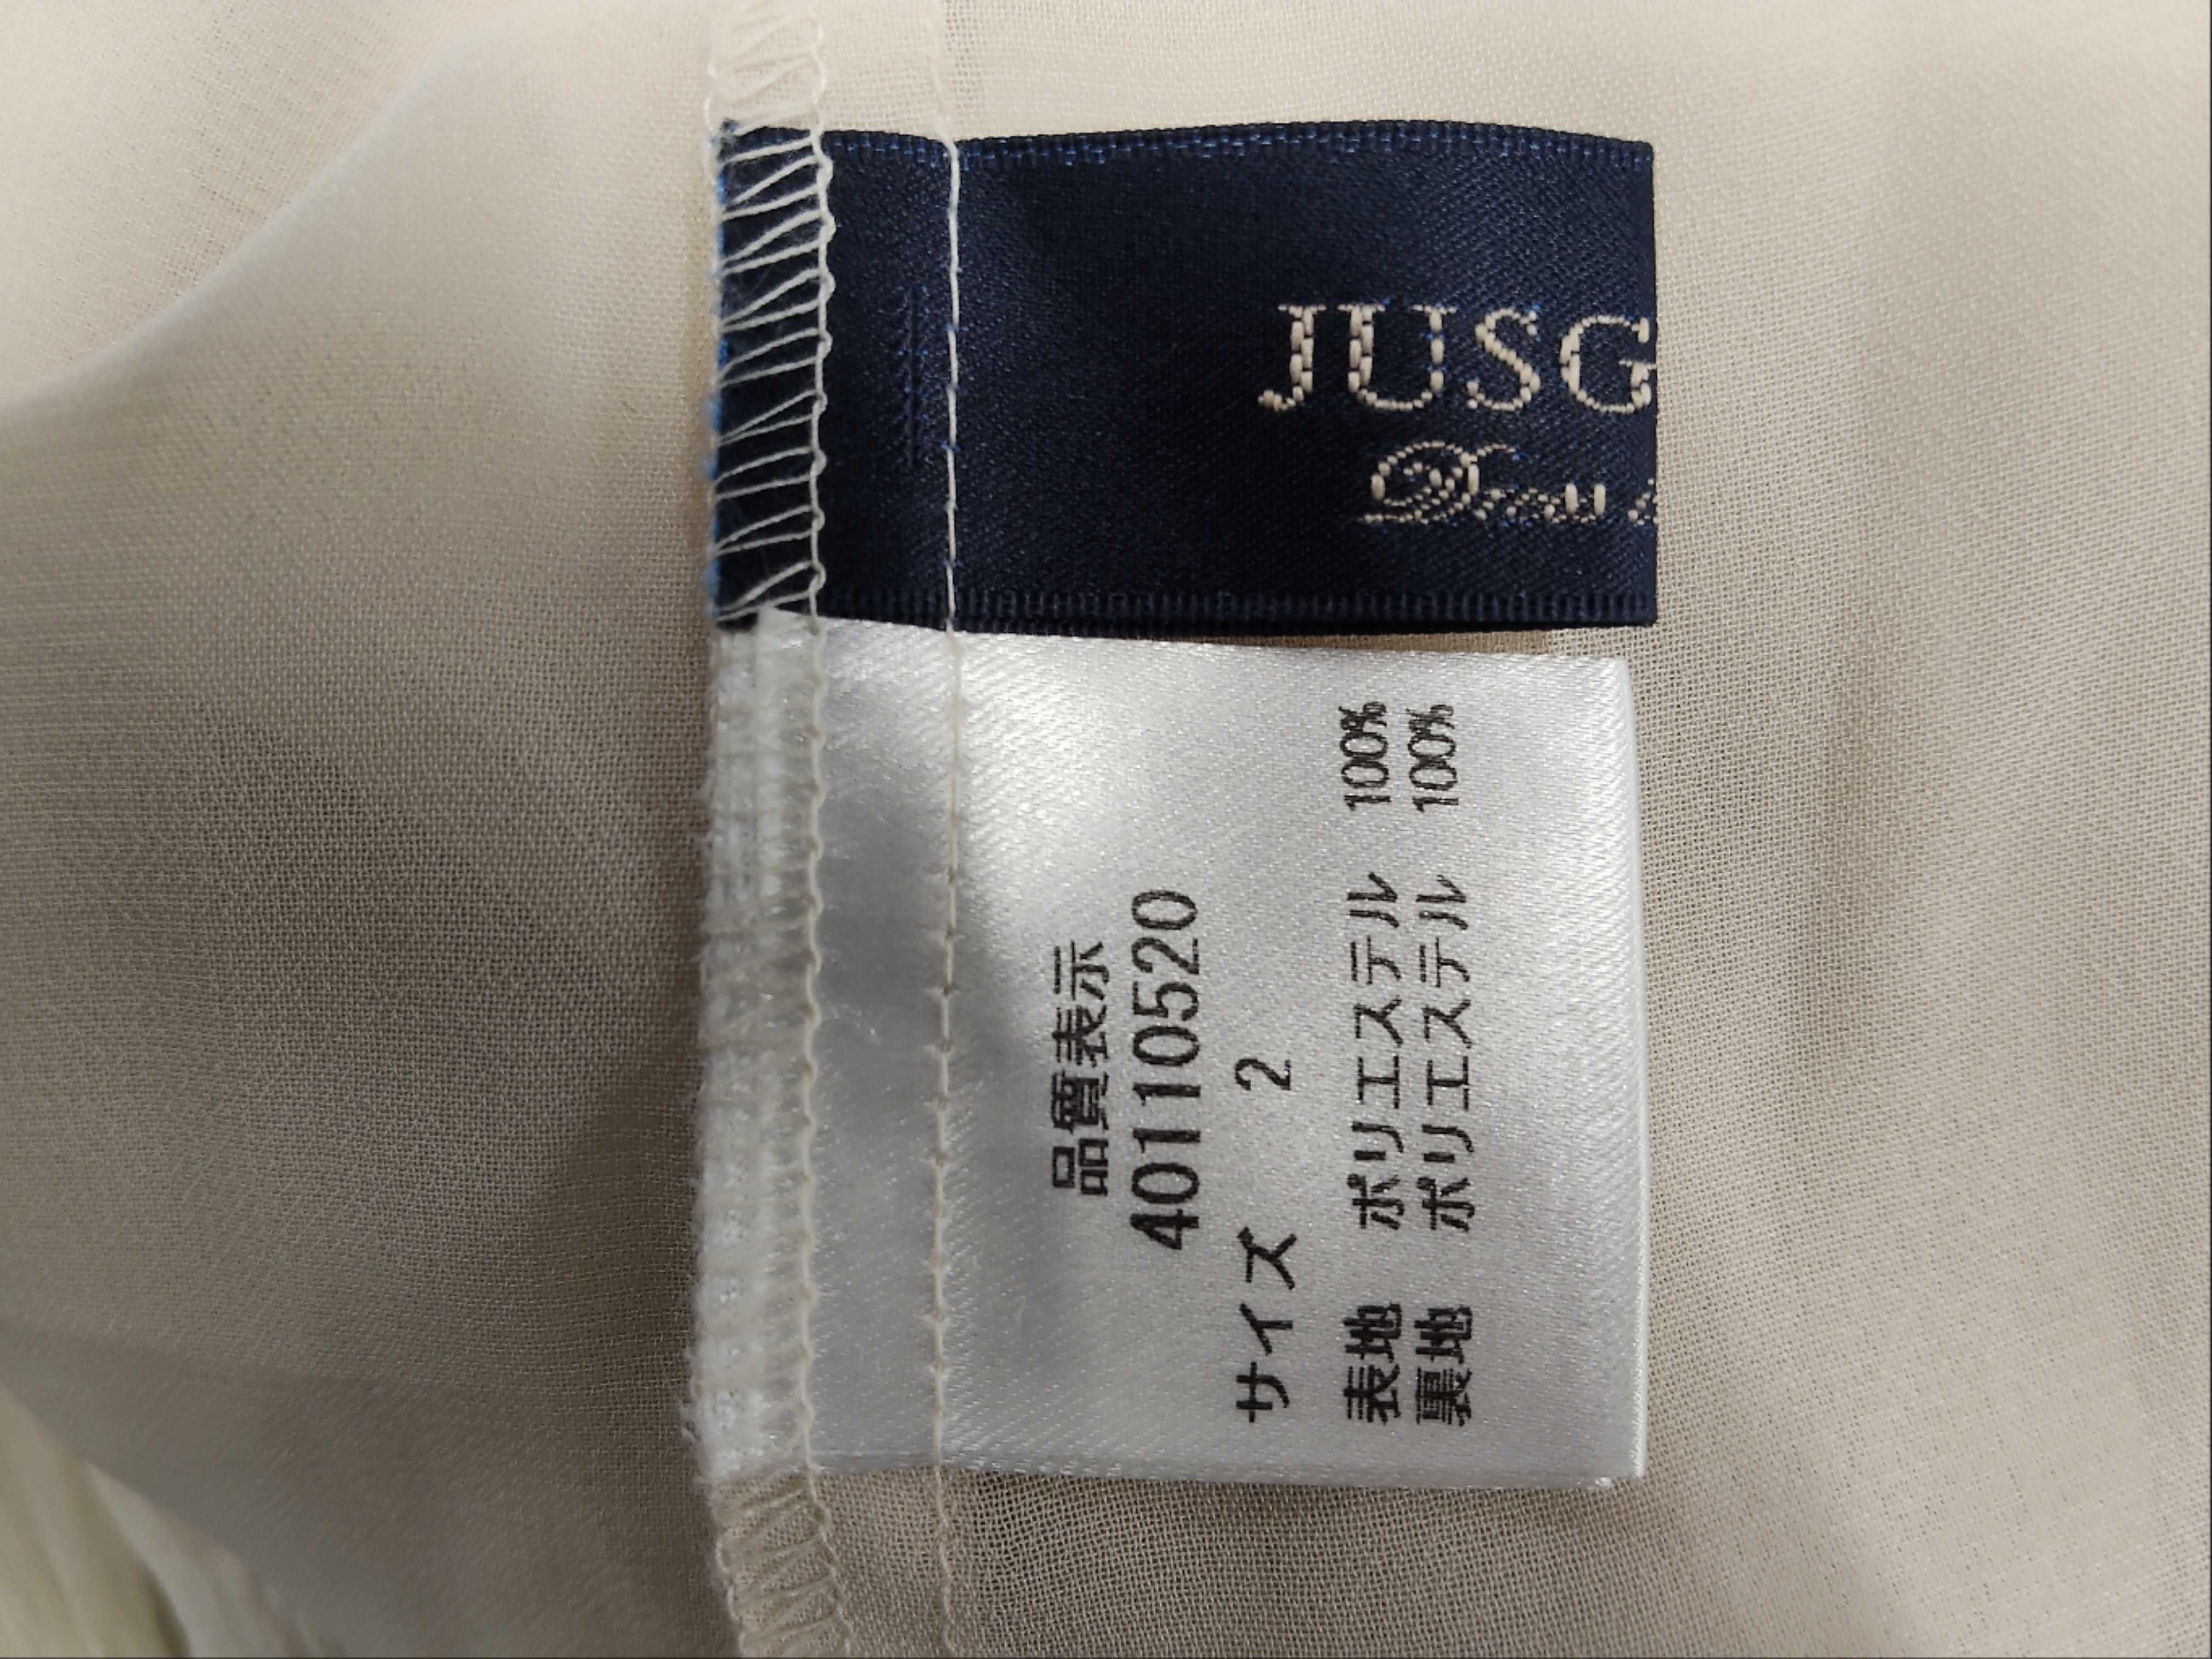 JUSG
Dress
品質表示
40110520
サイズ 2
表地 ポリエステル 100%
裏地 ポリエステル 100%